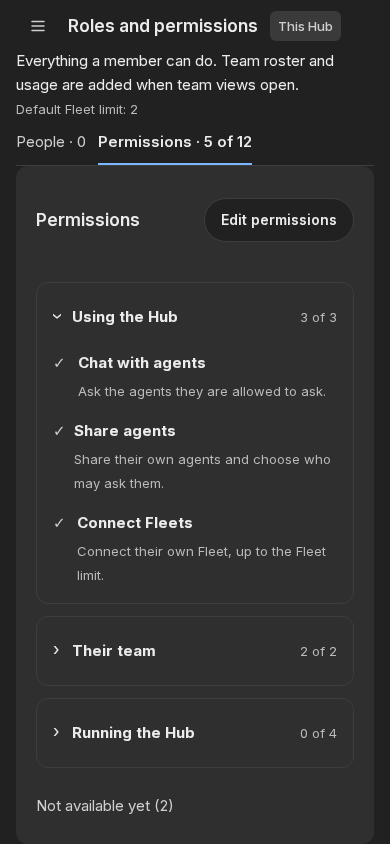 Roles and permissions This Hub
Everything a member can do. Team roster and
usage are added when team views open.
Default Fleet limit: 2
People · 0 Permissions · 5 of 12
Permissions Edit permissions
Using the Hub 3 of 3
✓ Chat with agents
Ask the agents they are allowed to ask.
✓ Share agents
Share their own agents and choose who
may ask them.
✓ Connect Fleets
Connect their own Fleet, up to the Fleet
limit.
Their team 2 of 2
Running the Hub 0 of 4
Not available yet (2)